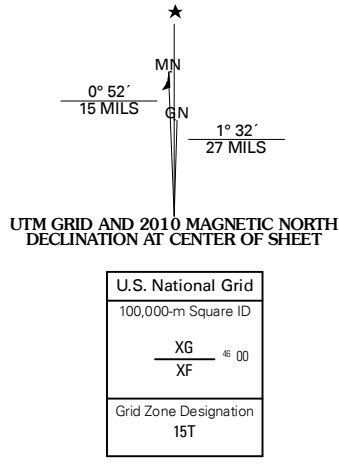 ★
MN
0° 52´
15 MILS
GN
1° 32´
27 MILS
UTM GRID AND 2010 MAGNETIC NORTH
DECLINATION AT CENTER OF SHEET
U.S. National Grid
100,000-m Square ID
XG
46 00
XF
Grid Zone Designation
15T